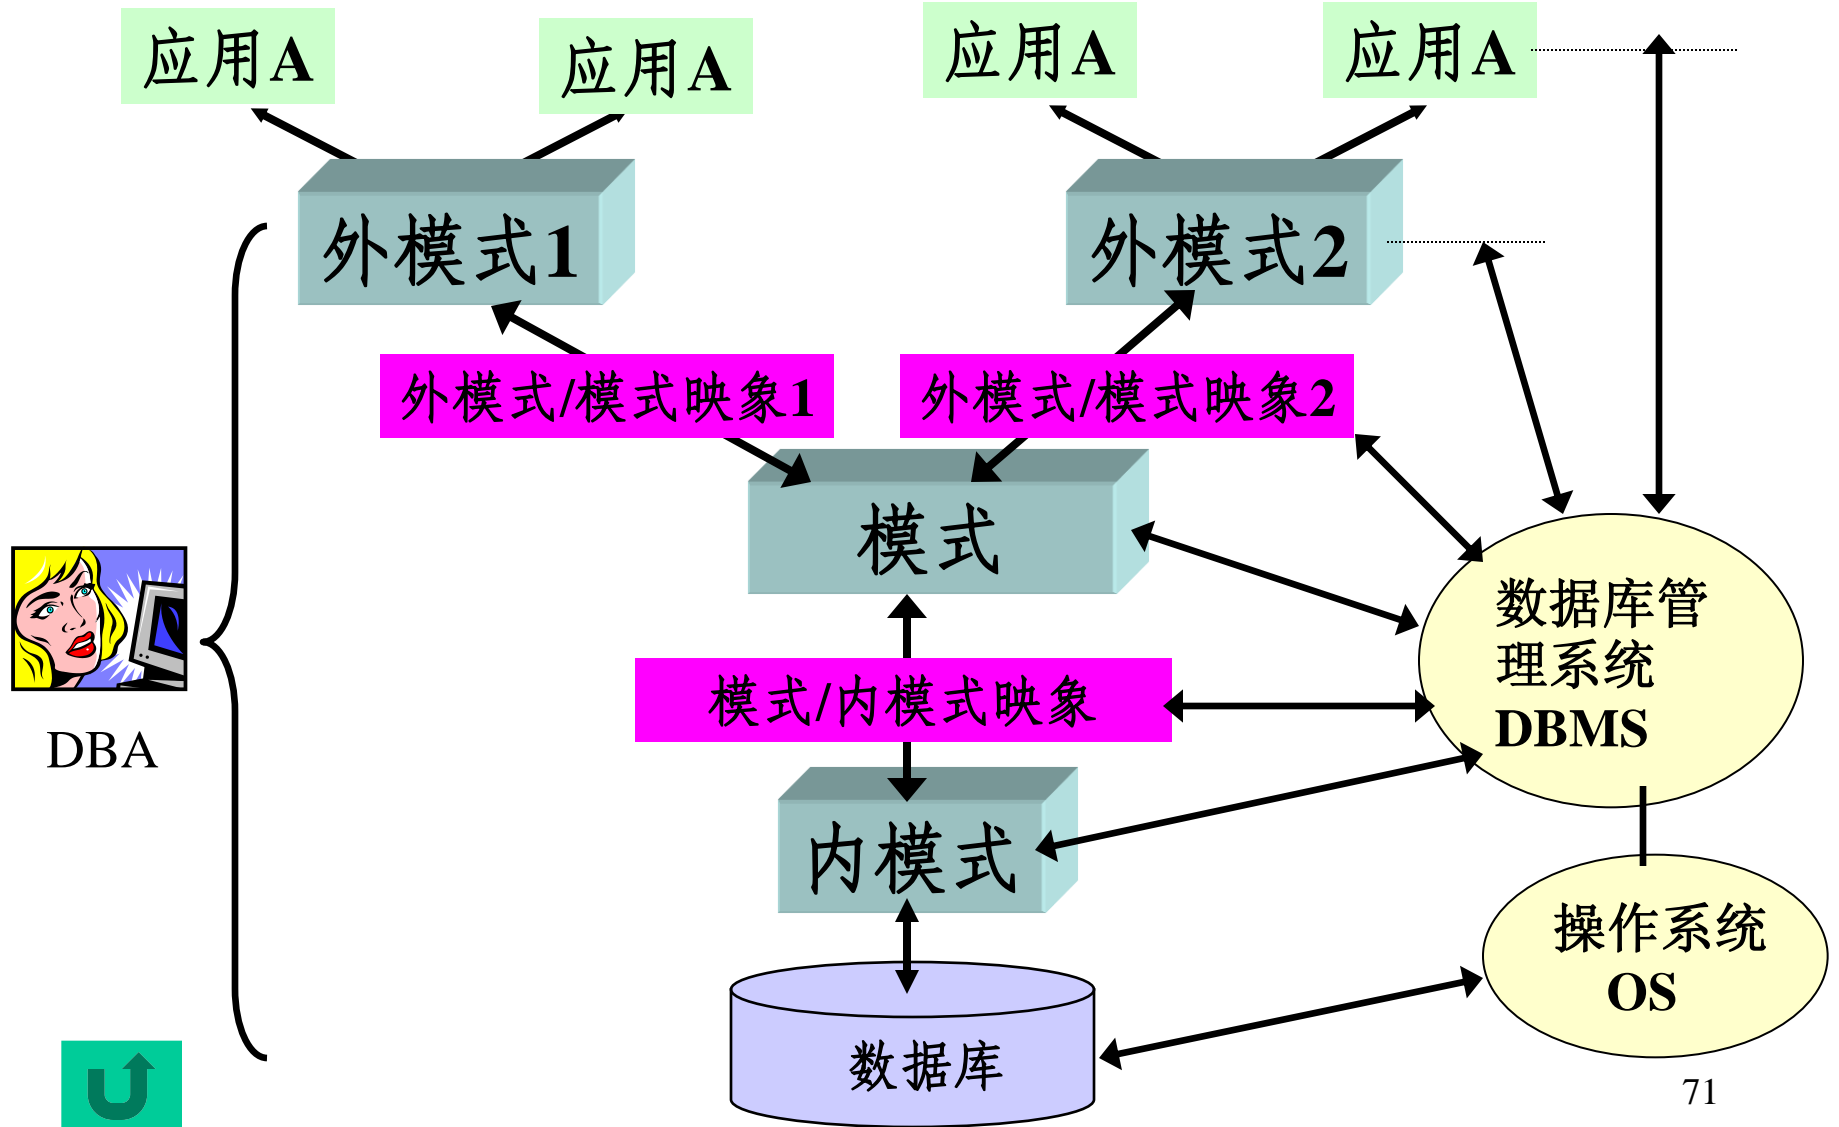 应用A
应用A
应用A
应用A
外模式1
外模式2
外模式/模式映象1
外模式/模式映象2
模式
数据库管
理系统
DBMS
模式/内模式映象
DBA
内模式
操作系统
OS
数据库
71